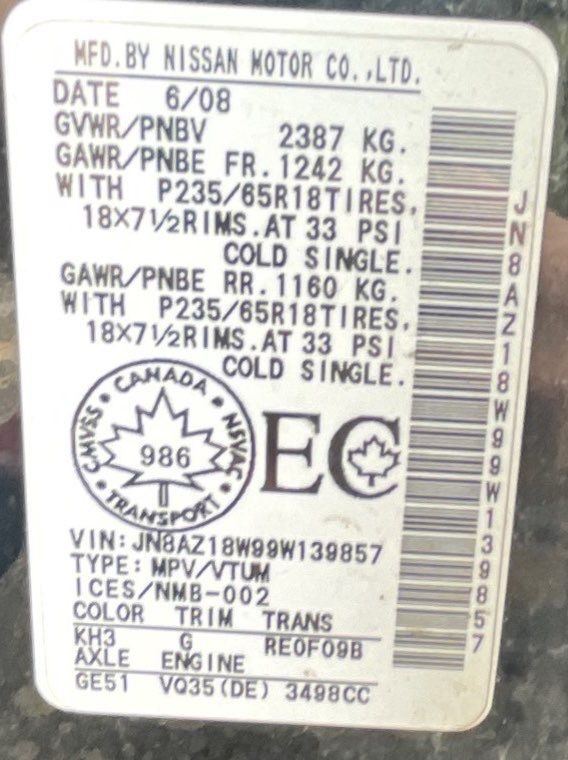 MFD.BY NISSAN MOTOR CO.,LTD.
DATE 6/08
GVWR/PNBV 2387 KG.
GAWR/PNBE FR.1242 KG.
WITH P235/65R18TIRES,
18X7½RIMS.AT 33 PSI
COLD SINGLE.
GAWR/PNBE RR.1160 KG.
WITH P235/65R18TIRES,
18X7½RIMS.AT 33 PSI
COLD SINGLE.
CANADA
CMVSS
NSVAC
986
TRANSPORT
EC
VIN:JN8AZ18W99W139857
TYPE:MPV/VTUM
ICES/NMB-002
COLOR TRIM TRANS
KH3 G RE0F09B
AXLE ENGINE
GE51 VQ35(DE) 3498CC
JN8AZ18W99W139857